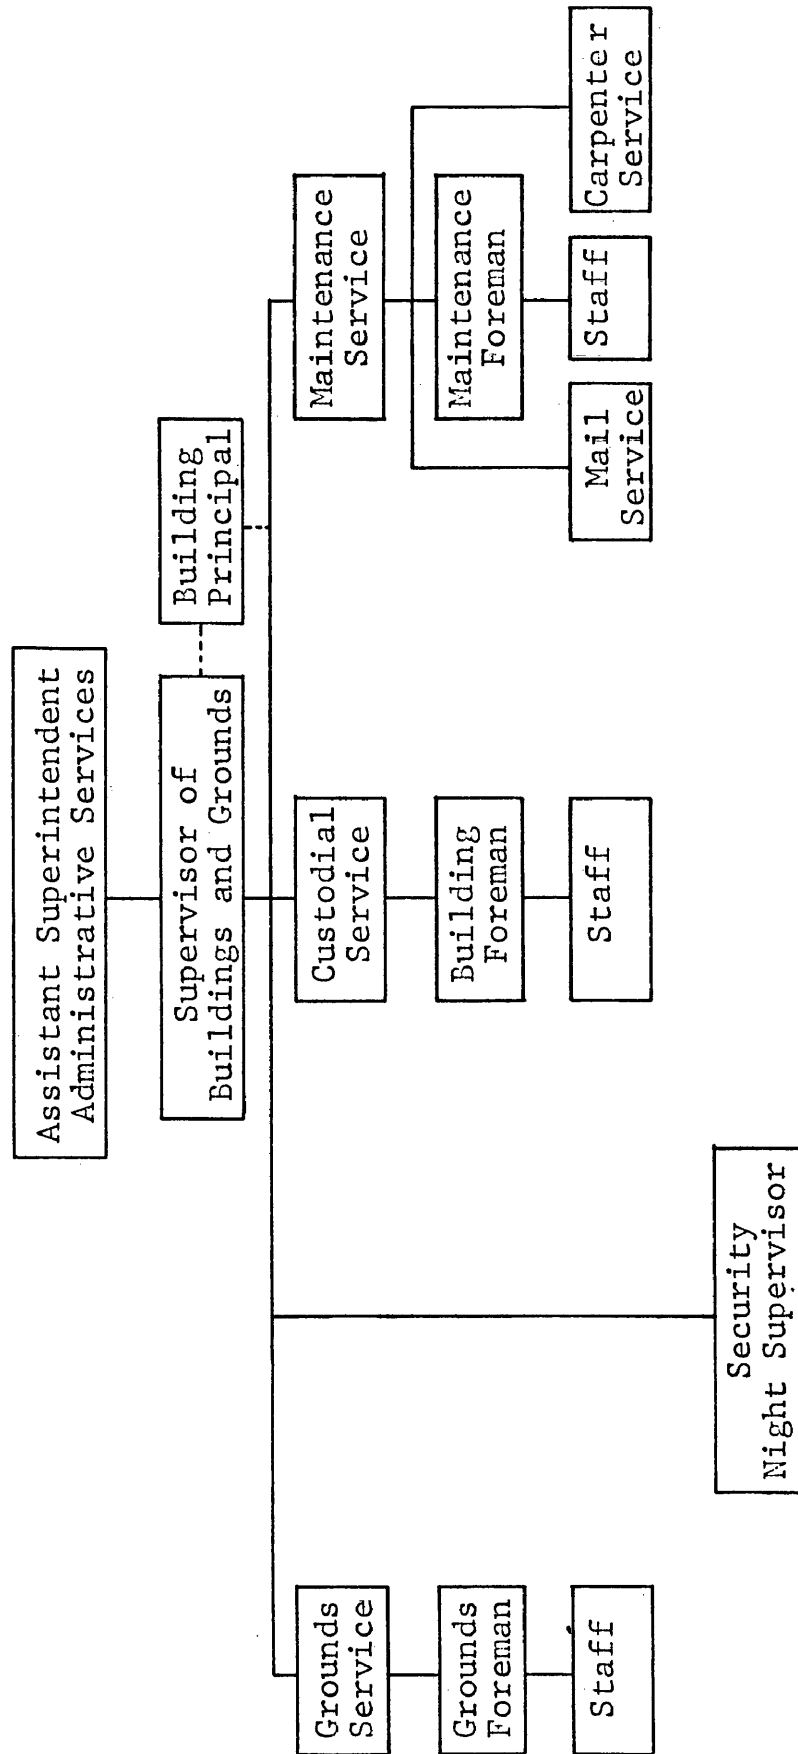 Assistant Superintendent
Administrative Services
Supervisor of
Buildings and Grounds
Building
Principal
Grounds
Service
Custodial
Service
Maintenance
Service
Grounds
Foreman
Building
Foreman
Maintenance
Foreman
Staff
Staff
Mail
Service
Staff
Carpenter
Service
Security
Night Supervisor